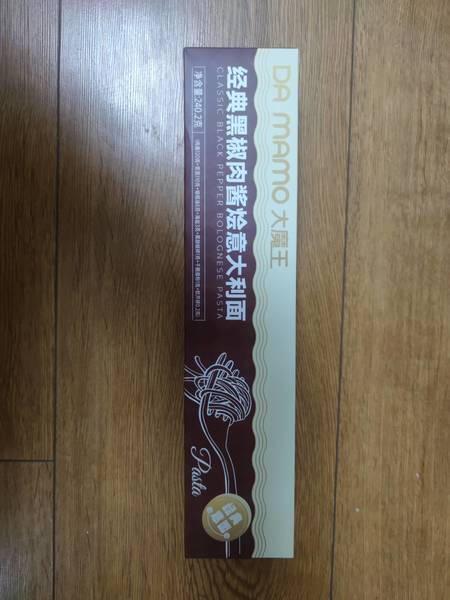 DA MAMO 大魔王
经典黑椒肉酱烩意大利面
CLASSIC BLACK PEPPER BOLOGNESE PASTA
净含量:240.2克
Pasta